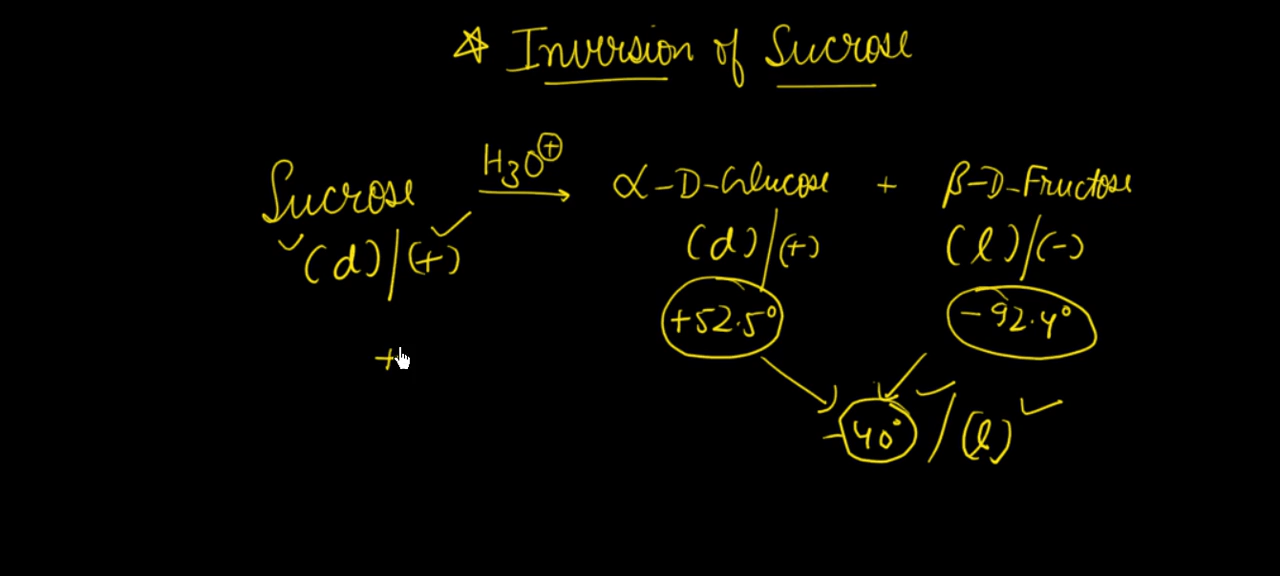 ☆ Inversion of Sucrose
Sucrose H3O⊕ → α-D-Glucose + β-D-Fructose
✓(d)/(+)✓ (d)/(+) (l)/(-)
+52.5° -92.4°
+
-40° ✓/(l)✓